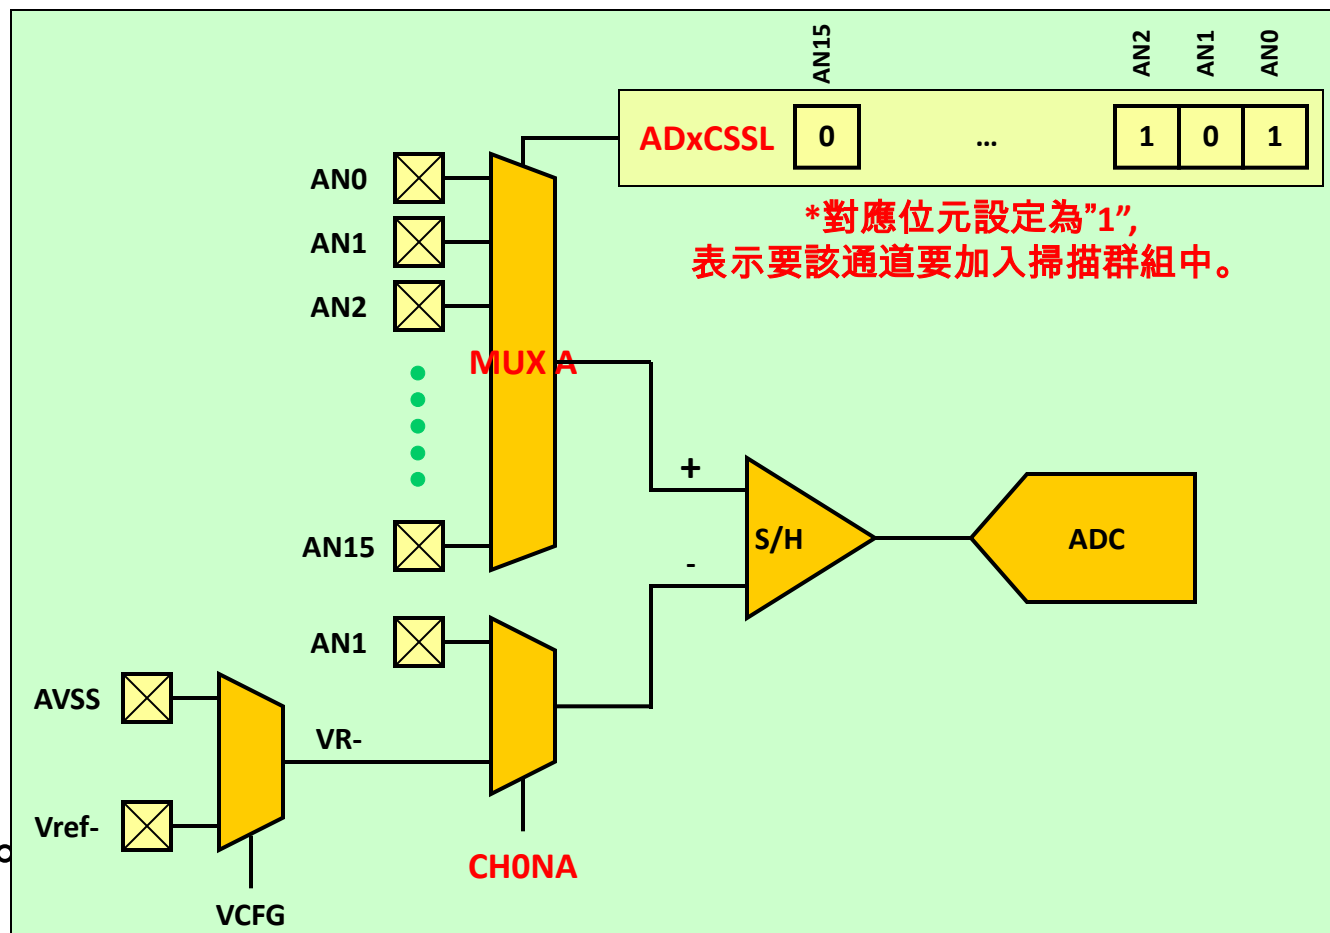 AN15
AN2
AN1
AN0
ADxCSSL 0 ... 1 0 1
*對應位元設定為”1”,
表示要該通道要加入掃描群組中。
AN0
AN1
AN2
MUX A
AN15
+
-
S/H
ADC
AN1
AVSS
VR-
Vref-
CH0NA
VCFG